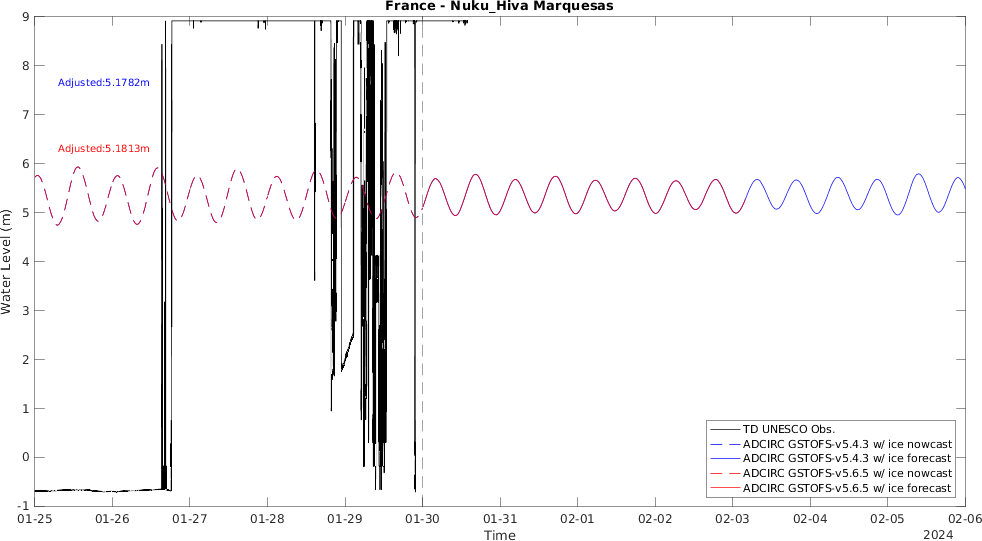 France - Nuku_Hiva Marquesas
9
8
7
6
5
4
3
2
1
0
-1
Water Level (m)
Adjusted:5.1782m
Adjusted:5.1813m
TD UNESCO Obs.
ADCIRC GSTOFS-v5.4.3 w/ ice nowcast
ADCIRC GSTOFS-v5.4.3 w/ ice forecast
ADCIRC GSTOFS-v5.6.5 w/ ice nowcast
ADCIRC GSTOFS-v5.6.5 w/ ice forecast
01-25 01-26 01-27 01-28 01-29 01-30 01-31 02-01 02-02 02-03 02-04 02-05 02-06
Time
2024